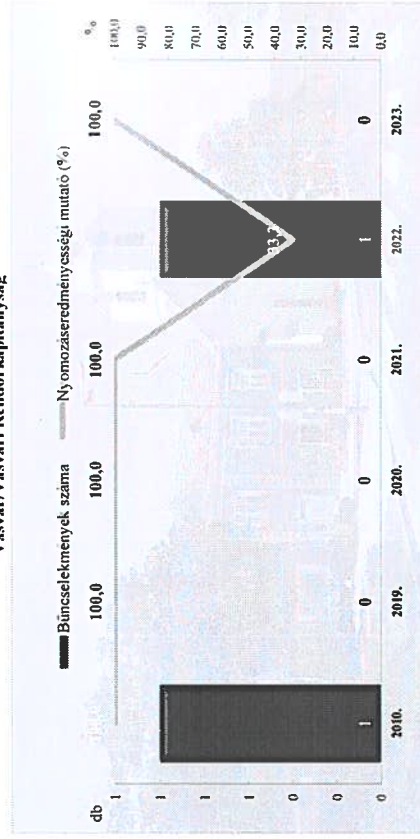 Vasvár/Vasvári Rendőrkapitányság
Bűncselekmények száma
Nyomozáseredményességi mutató (%)
db
%
100,0 100,0 100,0 100,0
1
1
1
1
0
0
0
100,0
90,0
80,0
70,0
60,0
50,0
40,0
30,0
20,0
10,0
0,0
1 0 0 0 1 0
2010. 2019. 2020. 2021. 2022. 2023.